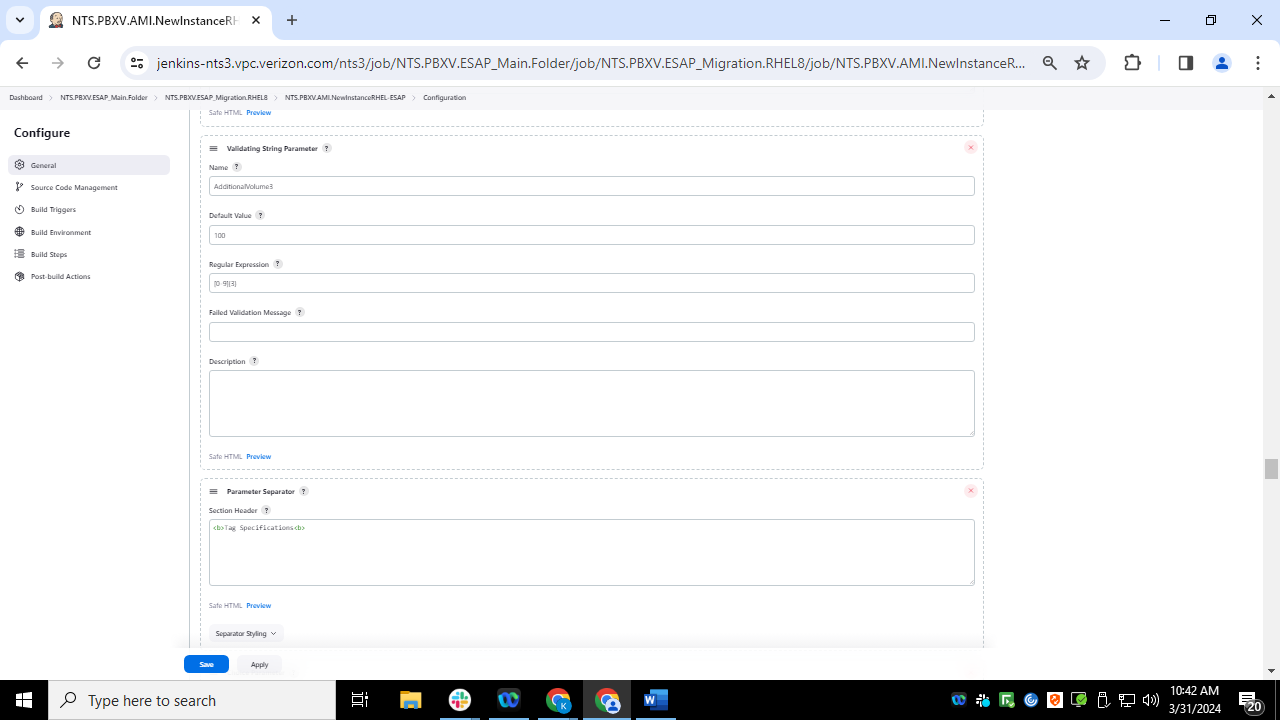 NTS.PBXV.AMI.NewInstanceRH
jenkins-nts3.vpc.verizon.com/nts3/job/NTS.PBXV.ESAP_Main.Folder/job/NTS.PBXV.ESAP_Migration.RHEL8/job/NTS.PBXV.AMI.NewInstanceR...
Dashboard
NTS.PBXV.ESAP_Main.Folder
NTS.PBXV.ESAP_Migration.RHEL8
NTS.PBXV.AMI.NewInstanceRHEL-ESAP
Configuration
Configure
General
Source Code Management
Build Triggers
Build Environment
Build Steps
Post-build Actions
Safe HTML Preview
Validating String Parameter ?
Name ?
AdditionalVolume3
Default Value ?
100
Regular Expression ?
[0-9]{3}
Failed Validation Message ?
Description ?
Safe HTML Preview
Parameter Separator ?
Section Header ?
<b>Tag Specifications<b>
Safe HTML Preview
Separator Styling
Save
Apply
Type here to search
K
10:42 AM
3/31/2024
20